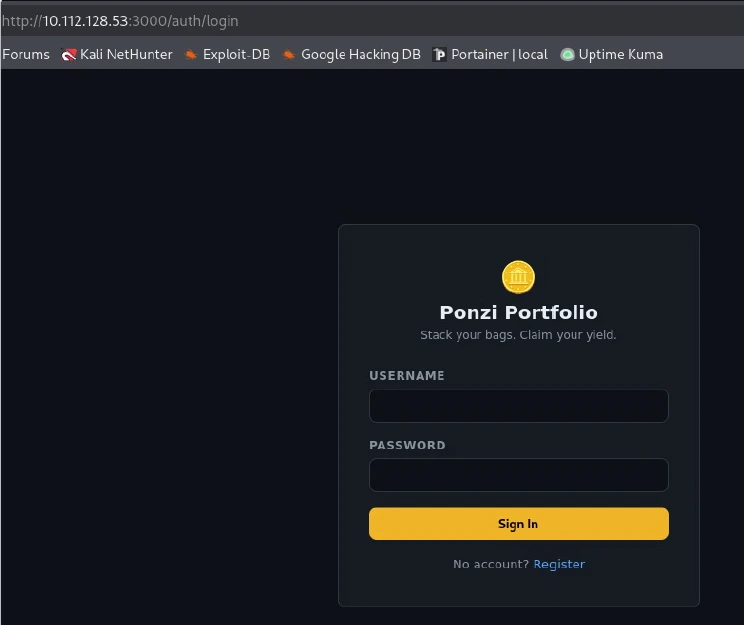 http://10.112.128.53:3000/auth/login
Forums Kali NetHunter Exploit-DB Google Hacking DB Portainer | local Uptime Kuma
Ponzi Portfolio
Stack your bags. Claim your yield.
USERNAME
PASSWORD
Sign In
No account? Register